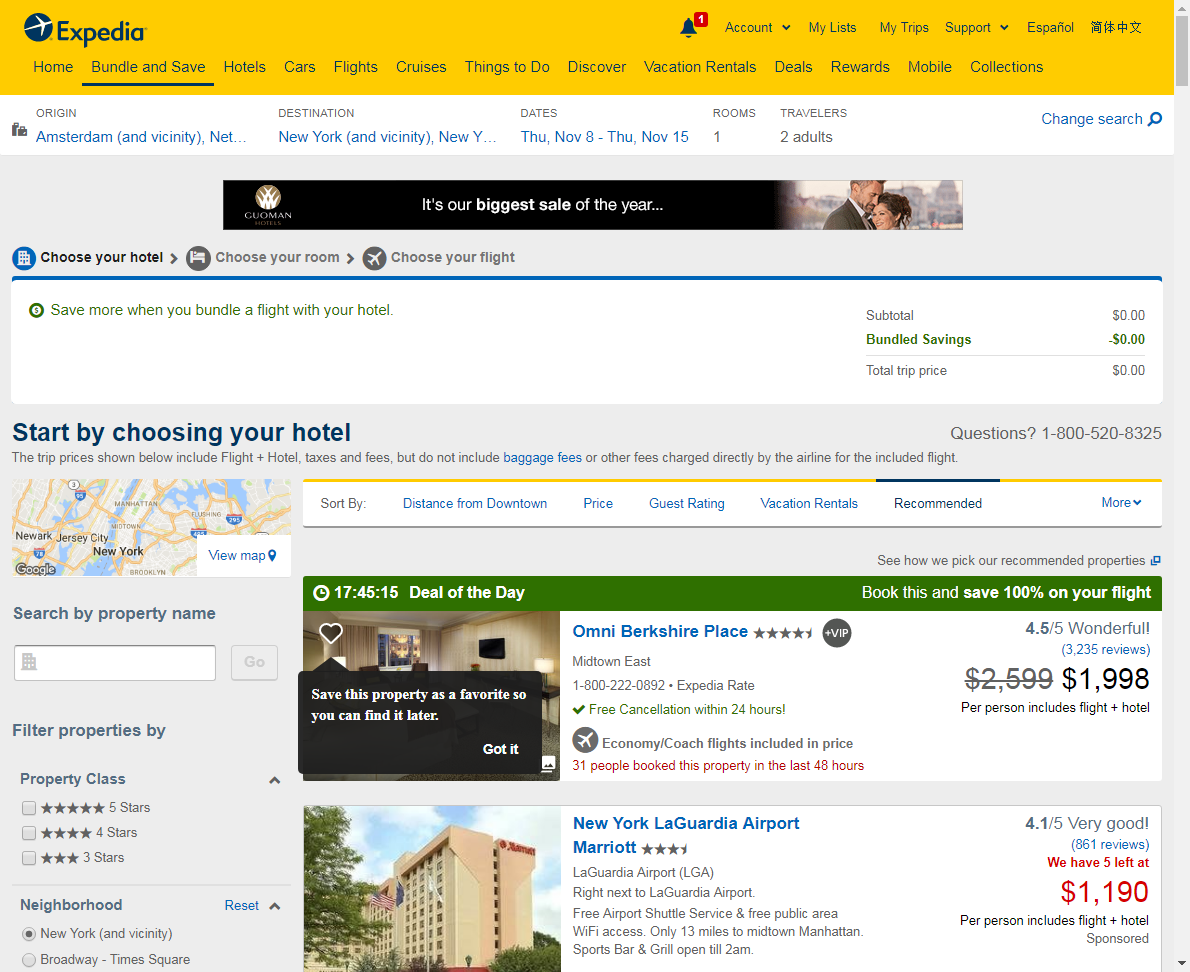 Expedia
1
Account
My Lists
My Trips
Support
Español
简体中文
Home
Bundle and Save
Hotels
Cars
Flights
Cruises
Things to Do
Discover
Vacation Rentals
Deals
Rewards
Mobile
Collections
ORIGIN
Amsterdam (and vicinity), Net…
DESTINATION
New York (and vicinity), New Y…
DATES
Thu, Nov 8 - Thu, Nov 15
ROOMS
1
TRAVELERS
2 adults
Change search
GUOMAN
HOTELS
It's our biggest sale of the year...
Choose your hotel
Choose your room
Choose your flight
Save more when you bundle a flight with your hotel.
Subtotal $0.00
Bundled Savings -$0.00
Total trip price $0.00
Start by choosing your hotel
Questions? 1-800-520-8325
The trip prices shown below include Flight + Hotel, taxes and fees, but do not include baggage fees or other fees charged directly by the airline for the included flight.
3
95
MANHATTAN
FLUSHING
295
MIDTOWN
495
Newark
Jersey City
78
New York
BROOKLYN
Google
View map
Search by property name
Go
Filter properties by
Property Class
5 Stars
4 Stars
3 Stars
Neighborhood
Reset
New York (and vicinity)
Broadway - Times Square
Sort By:
Distance from Downtown
Price
Guest Rating
Vacation Rentals
Recommended
More
See how we pick our recommended properties
17:45:15 Deal of the Day
Book this and save 100% on your flight
Save this property as a favorite so
you can find it later.
Got it
Omni Berkshire Place
+VIP
Midtown East
1-800-222-0892 • Expedia Rate
Free Cancellation within 24 hours!
Economy/Coach flights included in price
31 people booked this property in the last 48 hours
4.5/5 Wonderful!
(3,235 reviews)
$2,599 $1,998
Per person includes flight + hotel
Marriott
New York LaGuardia Airport
Marriott
LaGuardia Airport (LGA)
Right next to LaGuardia Airport.
Free Airport Shuttle Service & free public area
WiFi access. Only 13 miles to midtown Manhattan.
Sports Bar & Grill open till 2am.
4.1/5 Very good!
(861 reviews)
We have 5 left at
$1,190
Per person includes flight + hotel
Sponsored